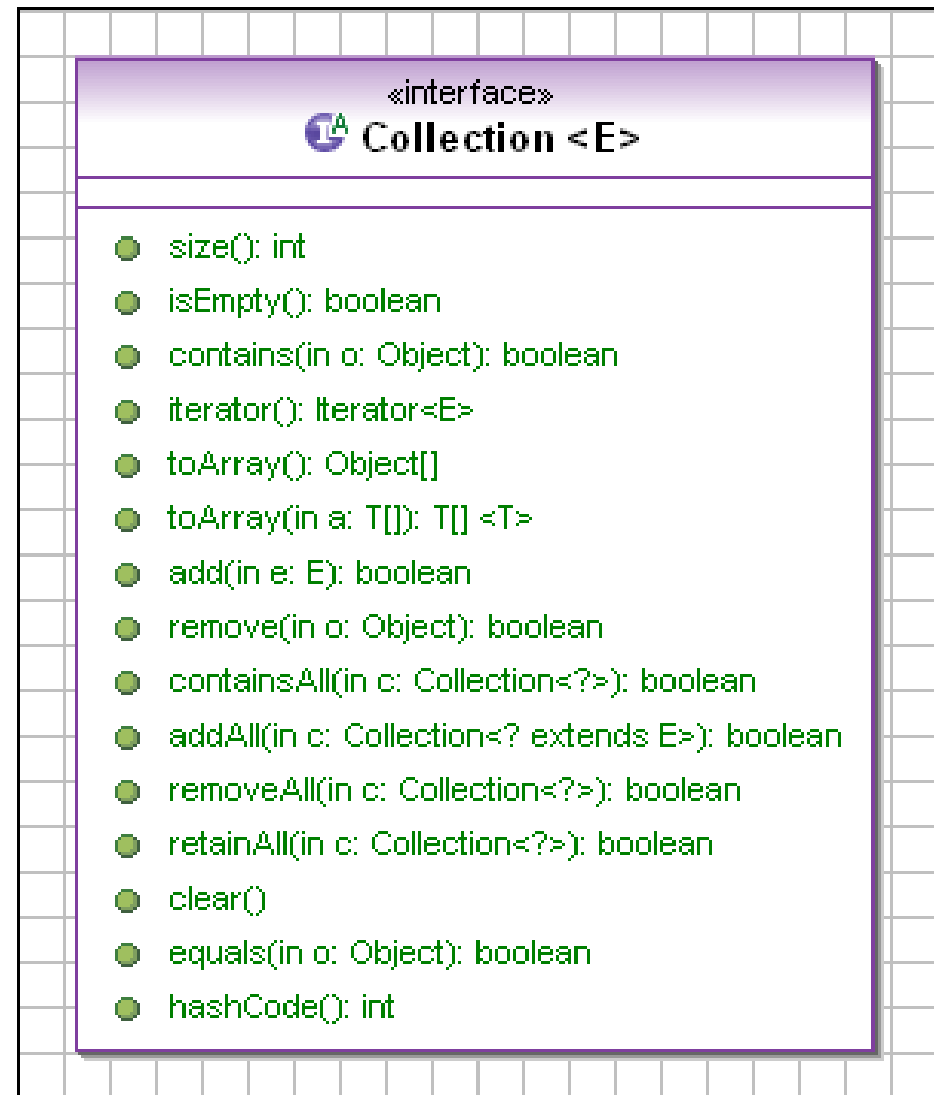 «interface»
Collection <E>
size(): int
isEmpty(): boolean
contains(in o: Object): boolean
iterator(): Iterator<E>
toArray(): Object[]
toArray(in a: T[]): T[] <T>
add(in e: E): boolean
remove(in o: Object): boolean
containsAll(in c: Collection<?>): boolean
addAll(in c: Collection<? extends E>): boolean
removeAll(in c: Collection<?>): boolean
retainAll(in c: Collection<?>): boolean
clear()
equals(in o: Object): boolean
hashCode(): int